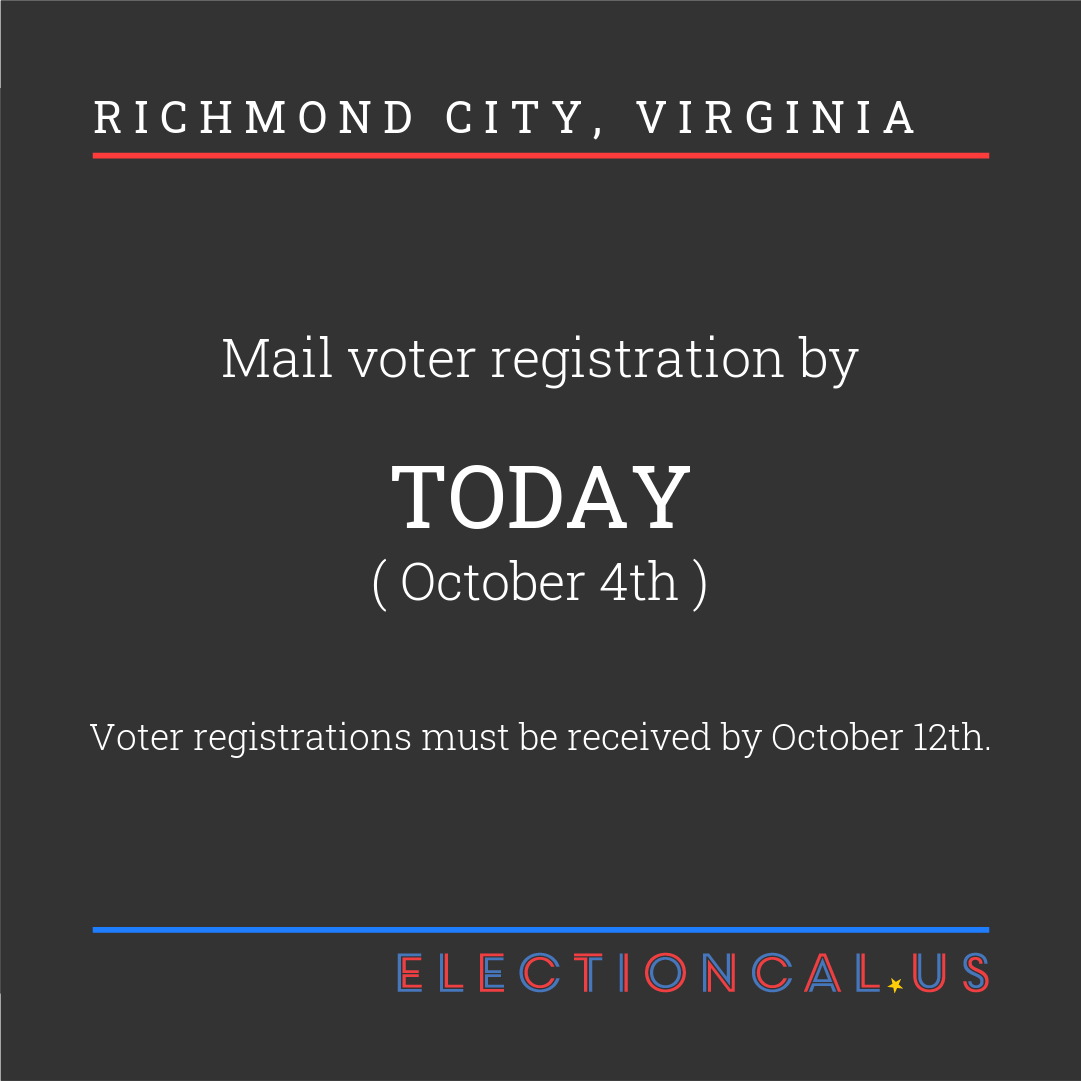 RICHMOND CITY, VIRGINIA
Mail voter registration by
TODAY
( October 4th )
Voter registrations must be received by October 12th.
ELECTIONCAL.US